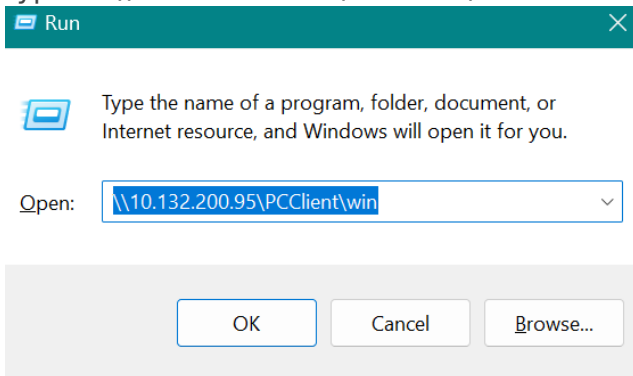 Run
Type the name of a program, folder, document, or
Internet resource, and Windows will open it for you.
Open:
\\10.132.200.95\PCClient\win
OK
Cancel
Browse...